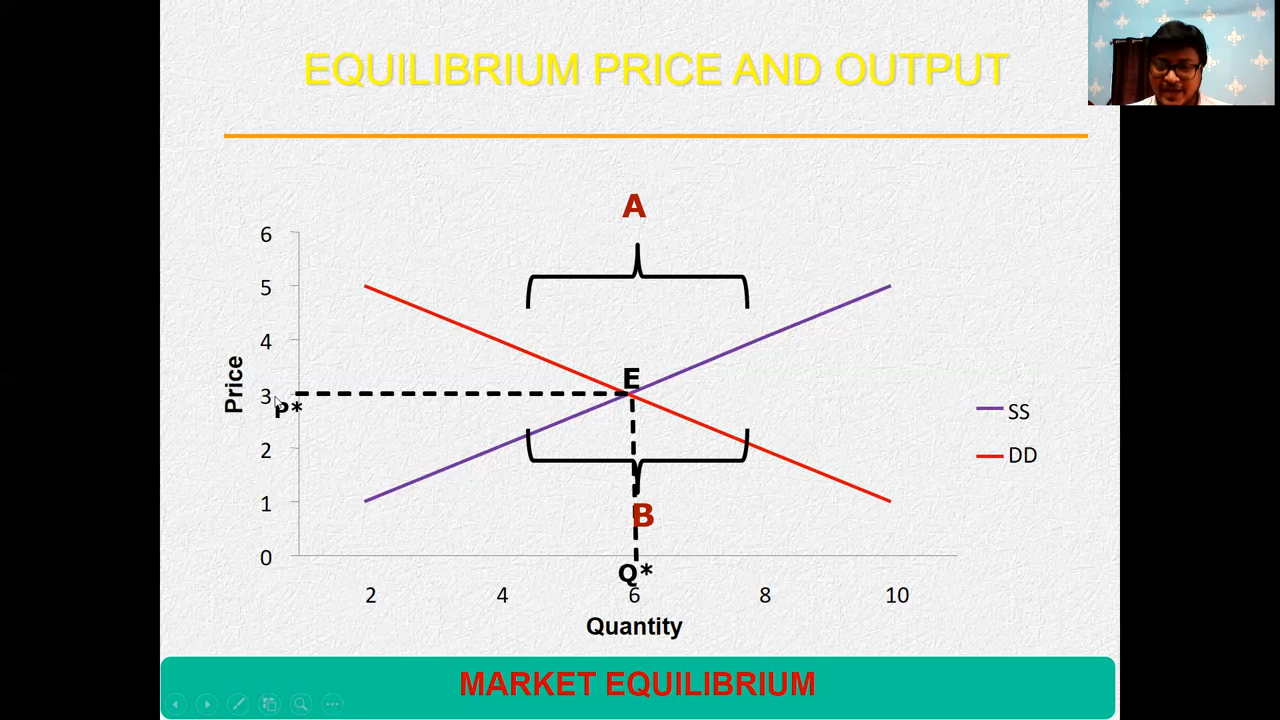 EQUILIBRIUM PRICE AND OUTPUT
A
6
5
4
3
2
1
0
Price
P*
E
B
Q*
2 4 6 8 10
Quantity
SS
DD
MARKET EQUILIBRIUM